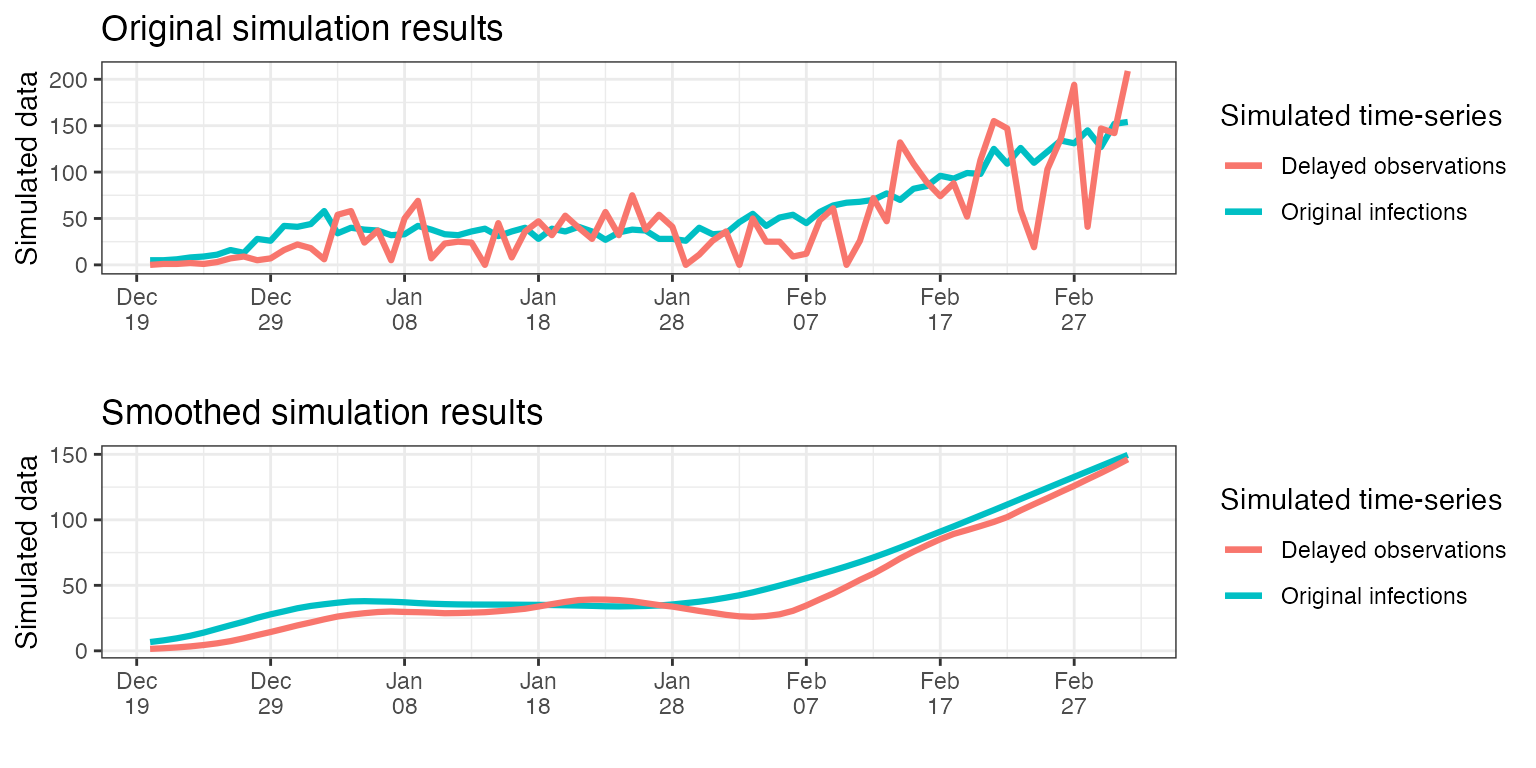 Original simulation results
Simulated data
200
150
100
50
0
Dec
19
Dec
29
Jan
08
Jan
18
Jan
28
Feb
07
Feb
17
Feb
27
Simulated time-series
Delayed observations
Original infections
Smoothed simulation results
Simulated data
150
100
50
0
Dec
19
Dec
29
Jan
08
Jan
18
Jan
28
Feb
07
Feb
17
Feb
27
Simulated time-series
Delayed observations
Original infections